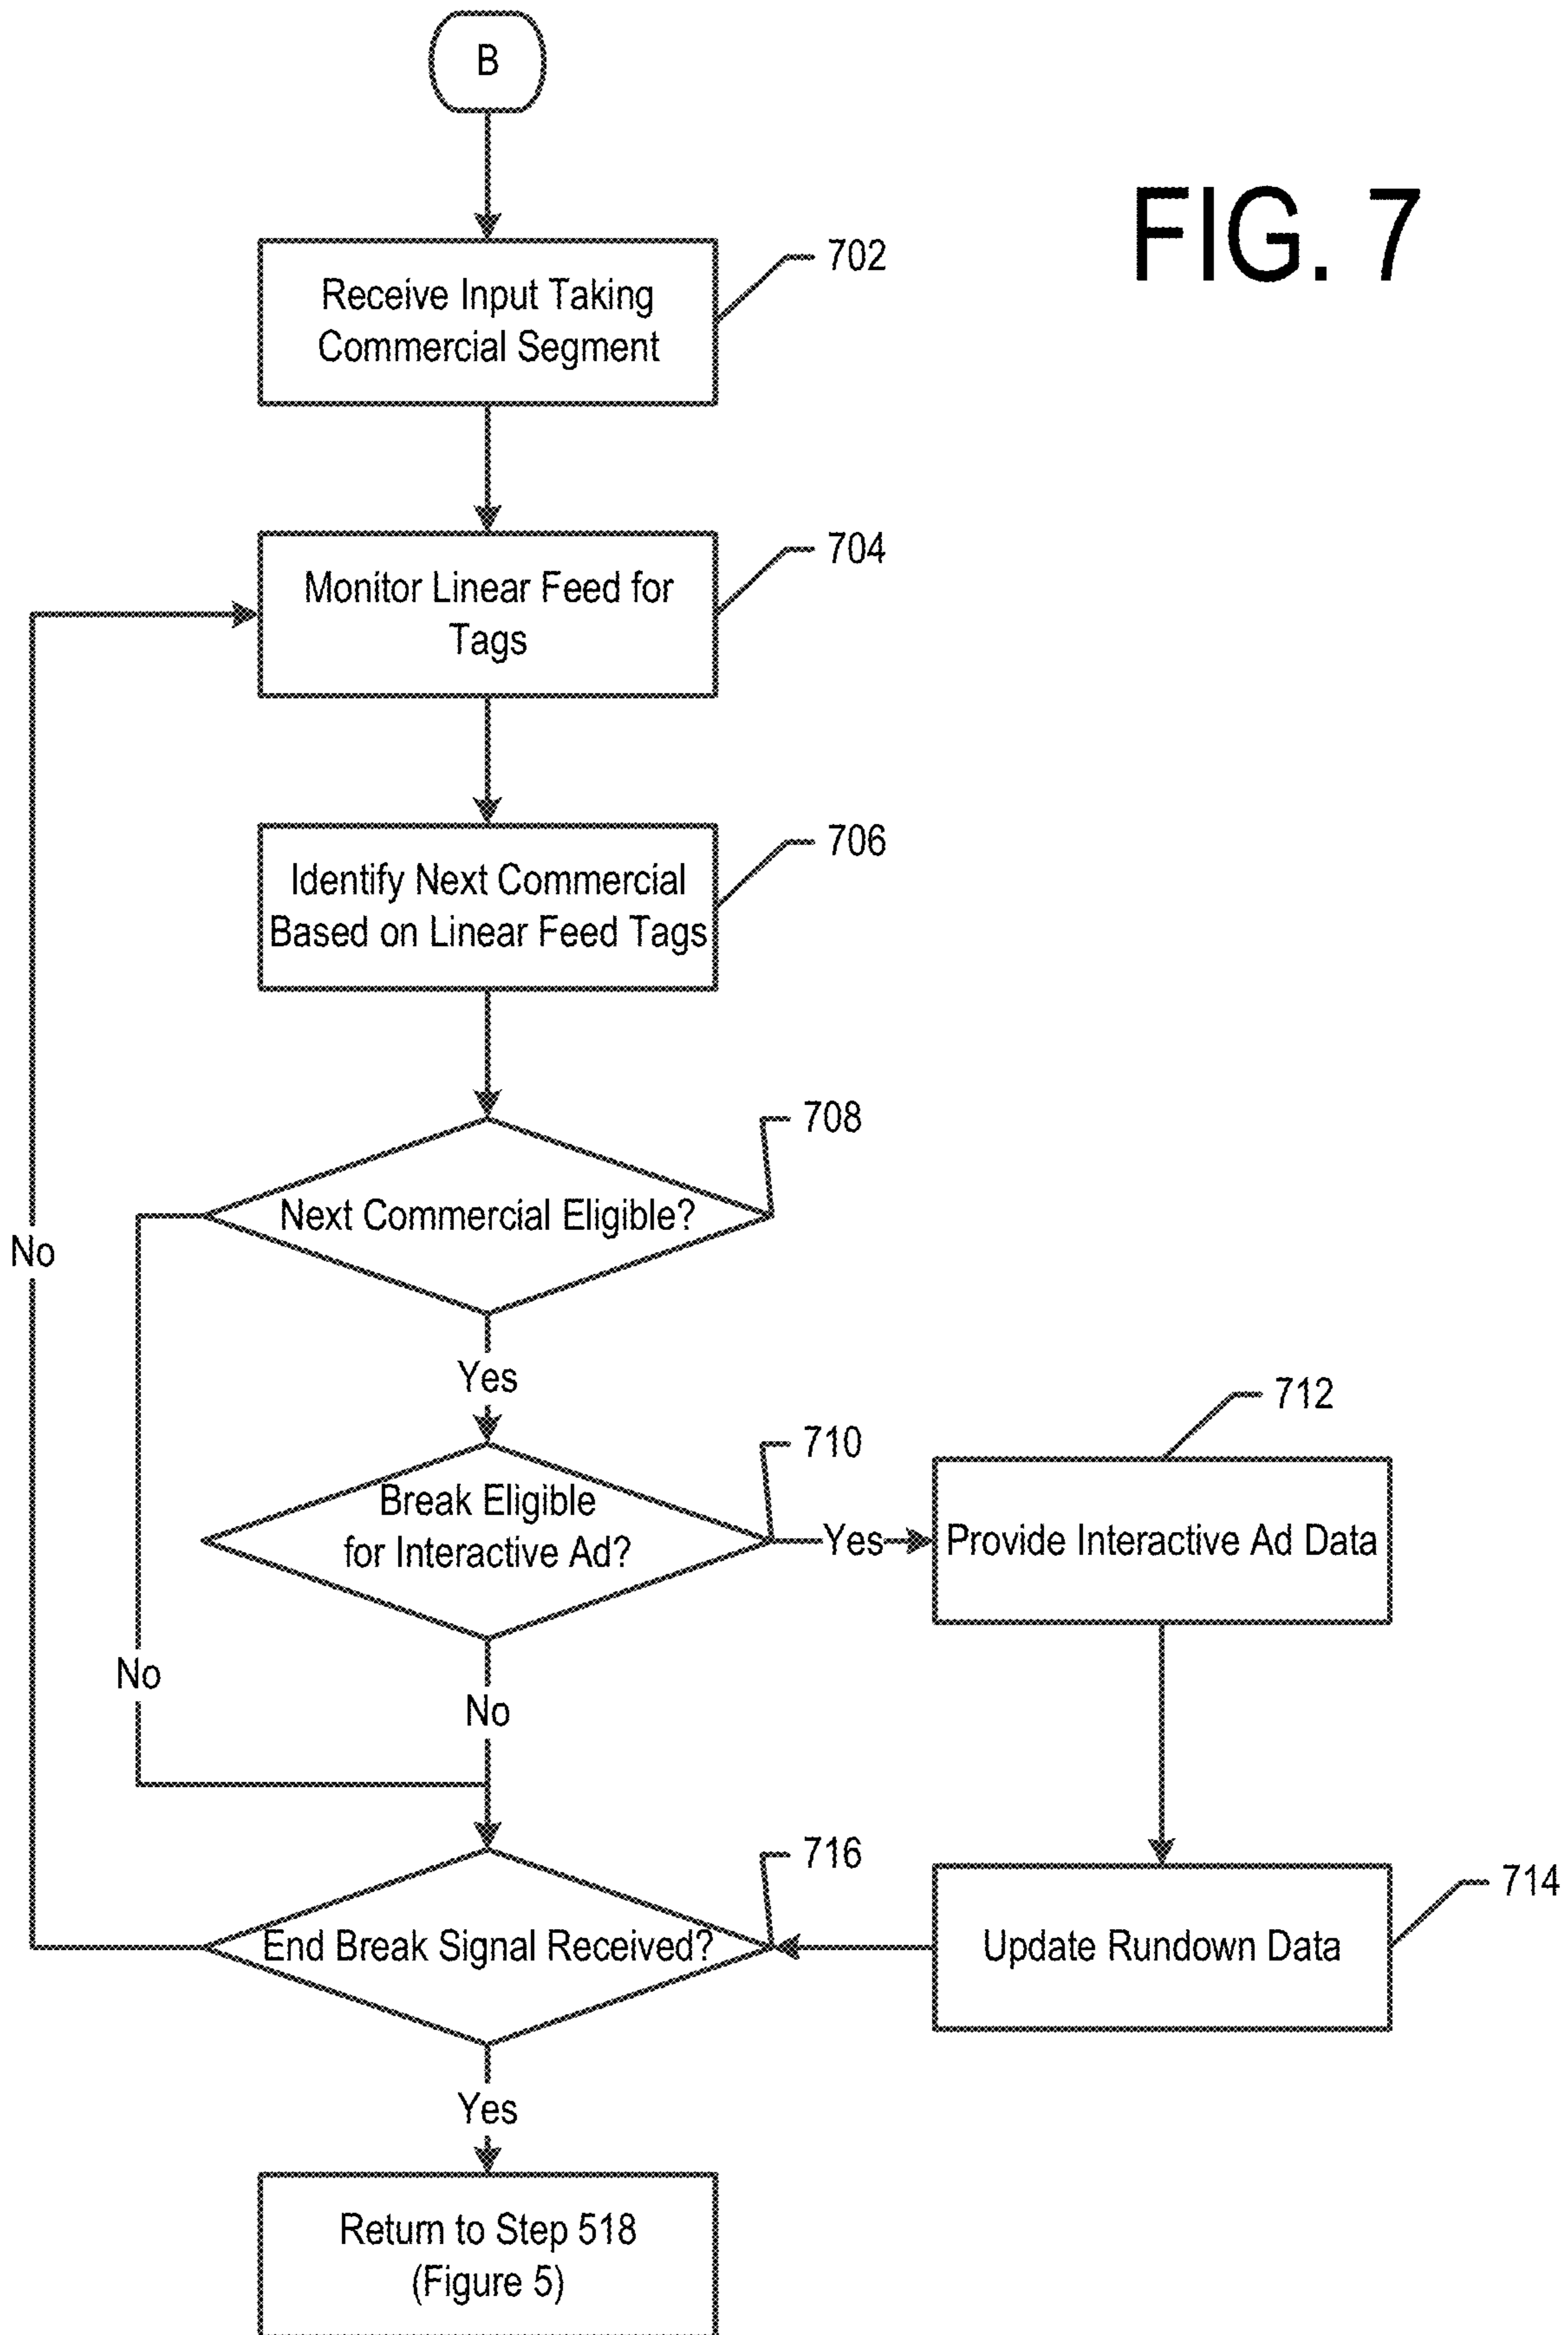 B
FIG. 7
702
Receive Input Taking
Commercial Segment
704
Monitor Linear Feed for
Tags
706
Identify Next Commercial
Based on Linear Feed Tags
708
Next Commercial Eligible?
No
Yes
712
710
Break Eligible
for Interactive Ad?
Yes
Provide Interactive Ad Data
No
No
716
714
End Break Signal Received?
Update Rundown Data
Yes
Return to Step 518
(Figure 5)